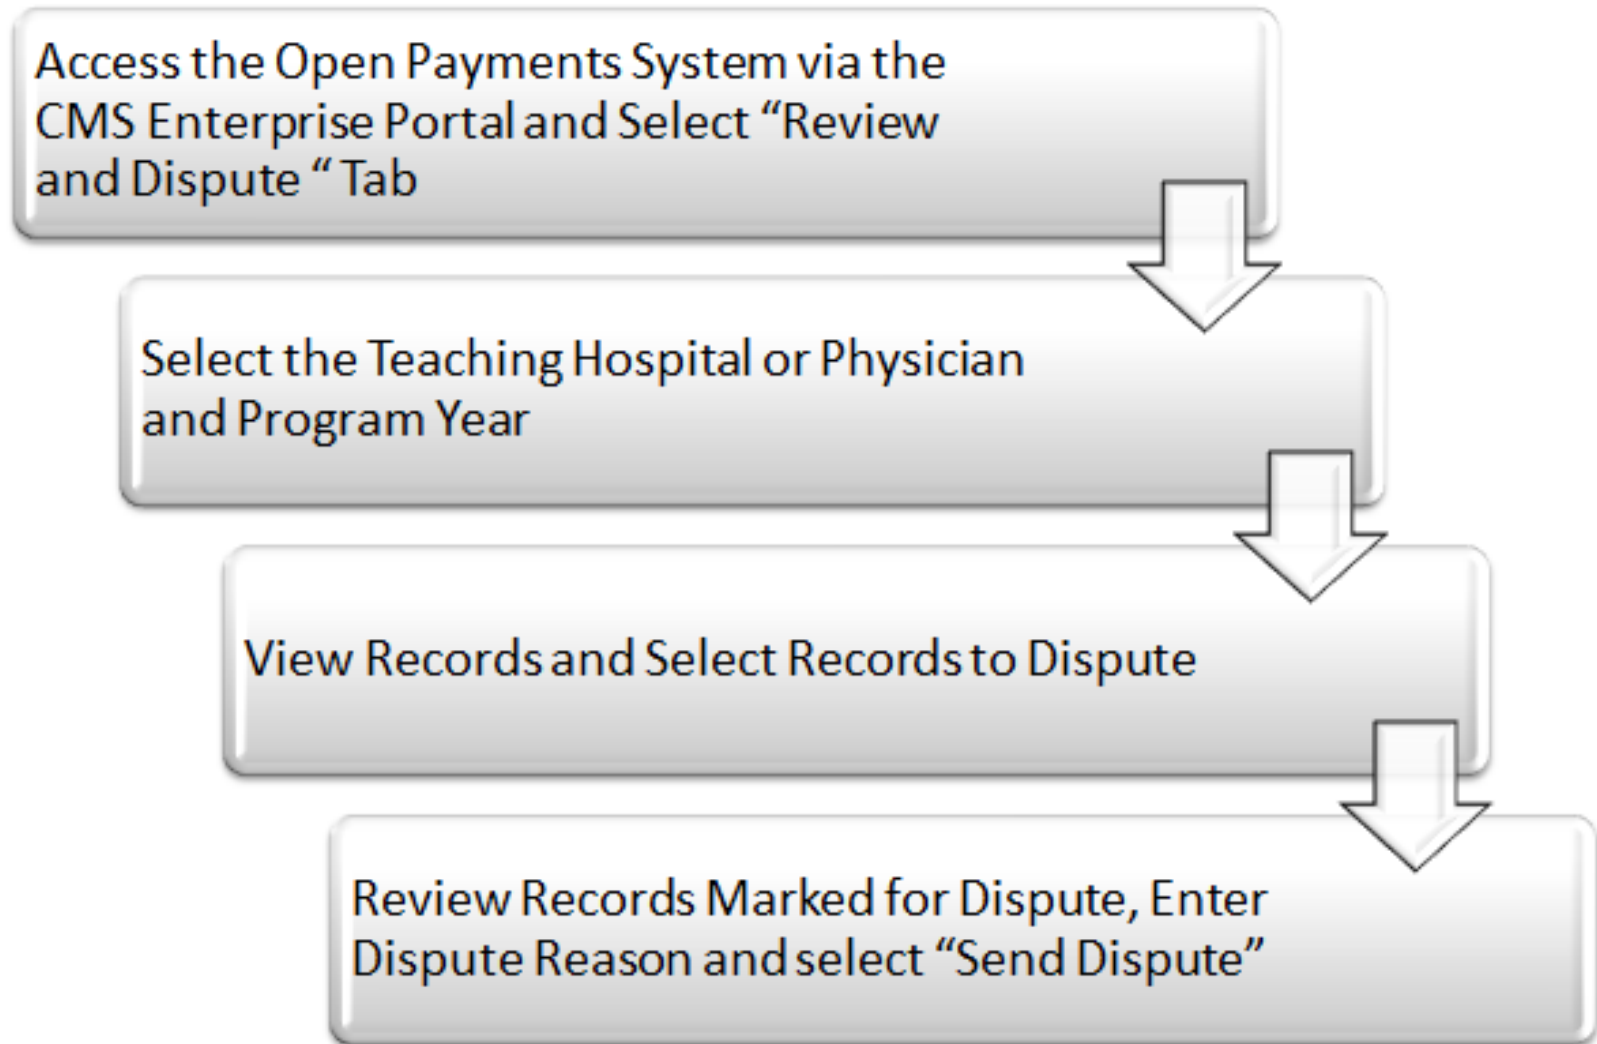 Access the Open Payments System via the
CMS Enterprise Portal and Select “Review
and Dispute “ Tab
Select the Teaching Hospital or Physician
and Program Year
View Records and Select Records to Dispute
Review Records Marked for Dispute, Enter
Dispute Reason and select “Send Dispute”